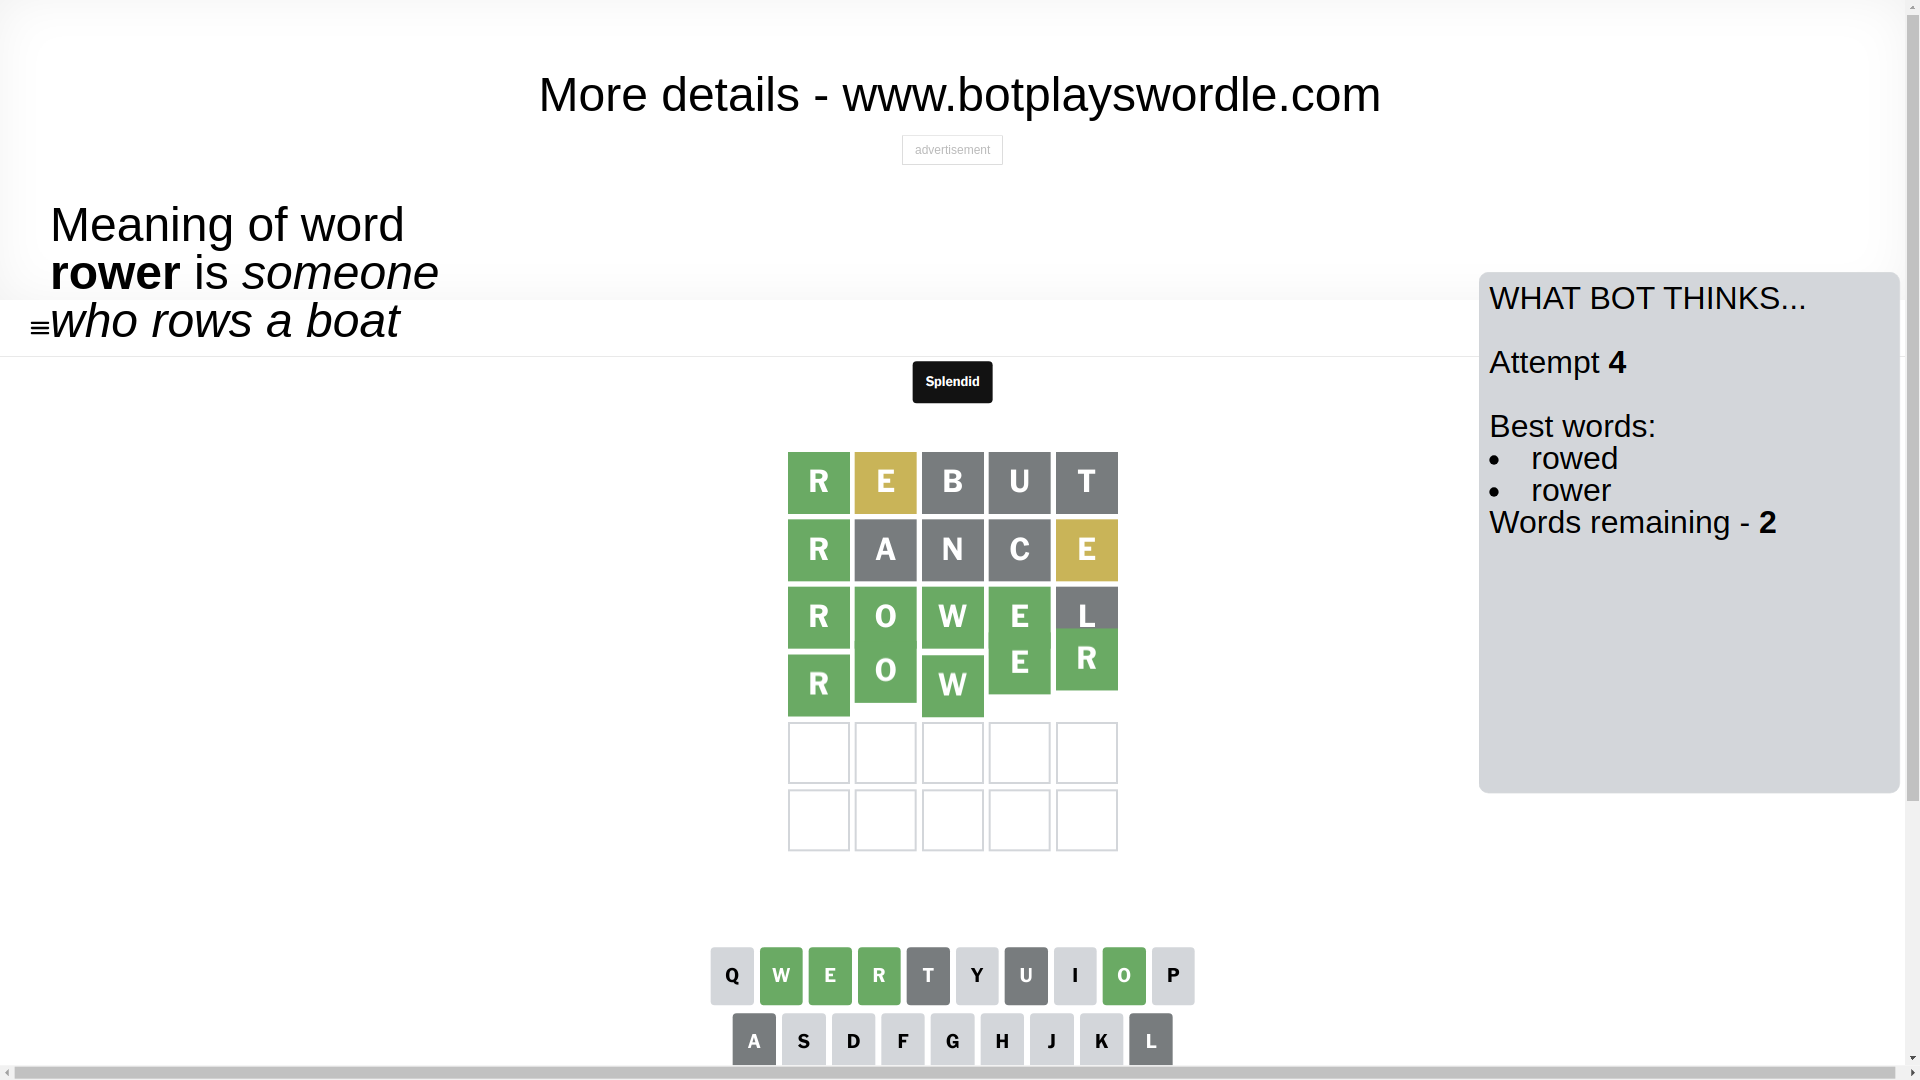 More details - www.botplayswordle.com
advertisement
Meaning of word
rower is someone
who rows a boat
WHAT BOT THINKS...
Attempt 4
Best words:
• rowed
• rower
Words remaining - 2
Splendid
R E B U T
R A N C E
R O W E L
R O W E R
Q W E R T Y U I O P
A S D F G H J K L